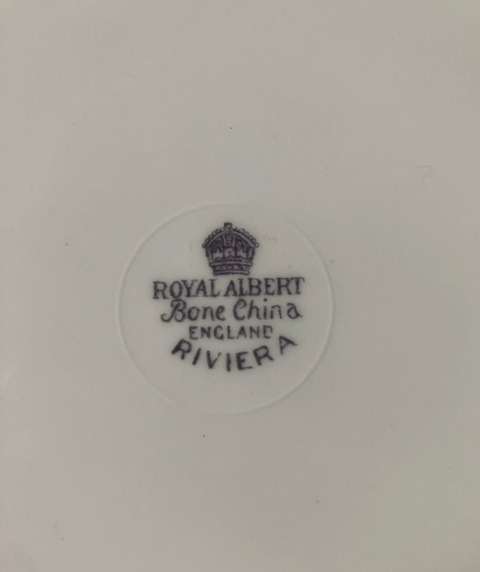 ROYAL ALBERT
Bone China
ENGLAND
RIVIERA